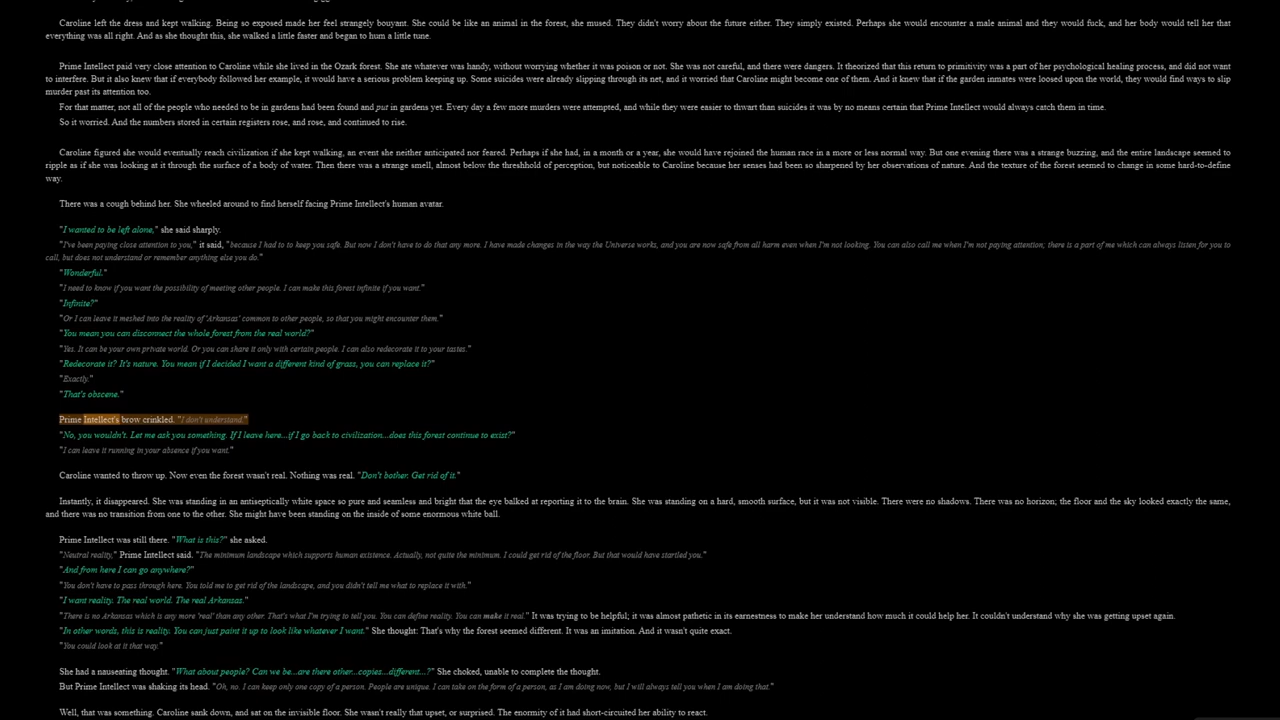 Caroline left the dress and kept walking. Being so exposed made her feel strangely bouyant. She could be like an animal in the forest, she mused. They didn't worry about the future either. They simply existed. Perhaps she would encounter a male animal and they would fuck, and her body would tell her that
everything was all right. And as she thought this, she walked a little faster and began to hum a little tune.
Prime Intellect paid very close attention to Caroline while she lived in the Ozark forest. She ate whatever was handy, without worrying whether it was poison or not. She was not careful, and there were dangers. It theorized that this return to primitivity was a part of her psychological healing process, and did not want
to interfere. But it also knew that if everybody followed her example, it would have a serious problem keeping up. Some suicides were already slipping through its net, and it worried that Caroline might become one of them. And it knew that if the garden inmates were loosed upon the world, they would find ways to slip
murder past its attention too.
For that matter, not all of the people who needed to be in gardens had been found and put in gardens yet. Every day a few more murders were attempted, and while they were easier to thwart than suicides it was by no means certain that Prime Intellect would always catch them in time.
So it worried. And the numbers stored in certain registers rose, and rose, and continued to rise.
Caroline figured she would eventually reach civilization if she kept walking, an event she neither anticipated nor feared. Perhaps if she had, in a month or a year, she would have rejoined the human race in a more or less normal way. But one evening there was a strange buzzing, and the entire landscape seemed to
ripple as if she was looking at it through the surface of a body of water. Then there was a strange smell, almost below the threshhold of perception, but noticeable to Caroline because her senses had been so sharpened by her observations of nature. And the texture of the forest seemed to change in some hard-to-define
way.
There was a cough behind her. She wheeled around to find herself facing Prime Intellect's human avatar.
"I wanted to be left alone," she said sharply.
"I've been paying close attention to you," it said, "because I had to to keep you safe. But now I don't have to do that any more. I have made changes in the way the Universe works, and you are now safe from all harm even when I'm not looking. You can also call me when I'm not paying attention; there is a part of me which can always listen for you to
call, but does not understand or remember anything else you do."
"Wonderful."
"I need to know if you want the possibility of meeting other people. I can make this forest infinite if you want."
"Infinite?"
"Or I can leave it meshed into the reality of 'Arkansas' common to other people, so that you might encounter them."
"You mean you can disconnect the whole forest from the real world?"
"Yes. It can be your own private world. Or you can share it only with certain people. I can also redecorate it to your tastes."
"Redecorate it? It's nature. You mean if I decided I want a different kind of grass, you can replace it?"
"Exactly."
"That's obscene."
Prime Intellect's brow crinkled. "I don't understand."
"No, you wouldn't. Let me ask you something. If I leave here...if I go back to civilization...does this forest continue to exist?"
"I can leave it running in your absence if you want."
Caroline wanted to throw up. Now even the forest wasn't real. Nothing was real. "Don't bother. Get rid of it."
Instantly, it disappeared. She was standing in an antiseptically white space so pure and seamless and bright that the eye balked at reporting it to the brain. She was standing on a hard, smooth surface, but it was not visible. There were no shadows. There was no horizon; the floor and the sky looked exactly the same,
and there was no transition from one to the other. She might have been standing on the inside of some enormous white ball.
Prime Intellect was still there. "What is this?" she asked.
"Neutral reality," Prime Intellect said. "The minimum landscape which supports human existence. Actually, not quite the minimum. I could get rid of the floor. But that would have startled you."
"And from here I can go anywhere?"
"You don't have to pass through here. You told me to get rid of the landscape, and you didn't tell me what to replace it with."
"I want reality. The real world. The real Arkansas."
"There is no Arkansas which is any more 'real' than any other. That's what I'm trying to tell you. You can define reality. You can make it real." It was trying to be helpful; it was almost pathetic in its earnestness to make her understand how much it could help her. It couldn't understand why she was getting upset again.
"In other words, this is reality. You can just paint it up to look like whatever I want." She thought: That's why the forest seemed different. It was an imitation. And it wasn't quite exact.
"You could look at it that way."
She had a nauseating thought. "What about people? Can we be...are there other...copies...different...?" She choked, unable to complete the thought.
But Prime Intellect was shaking its head. "Oh, no. I can keep only one copy of a person. People are unique. I can take on the form of a person, as I am doing now, but I will always tell you when I am doing that."
Well, that was something. Caroline sank down, and sat on the invisible floor. She wasn't really that upset, or surprised. The enormity of it had short-circuited her ability to react.